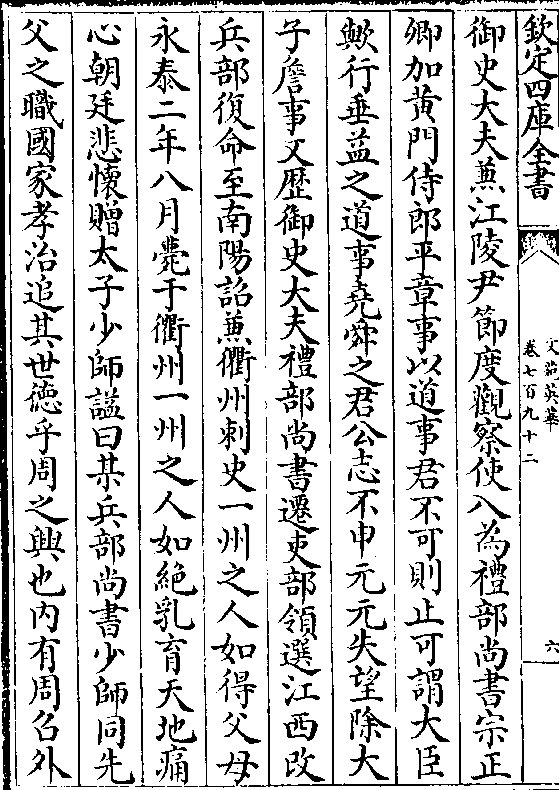 欽定四庫全書
文苑英華
卷七百九十二
六
御史大夫兼江陵尹節度觀察使入為禮部尚書宗正
卿加黄門侍郎平章事以道事君不可則止可謂大臣
歟行垂益之道事堯舜之君公志不申元元失望除大
子詹事又歴御史大夫禮部尚書遷吏部領選江西改
兵部復命至南陽詔兼衢州刺史一州之人如得父母
永泰二年八月薨于衢州一州之人如絶乳育天地痛
心朝廷悲懷贈太子少師謚曰某兵部尚書少師同先
父之職國家孝治追其世德乎周之興也内有周召外